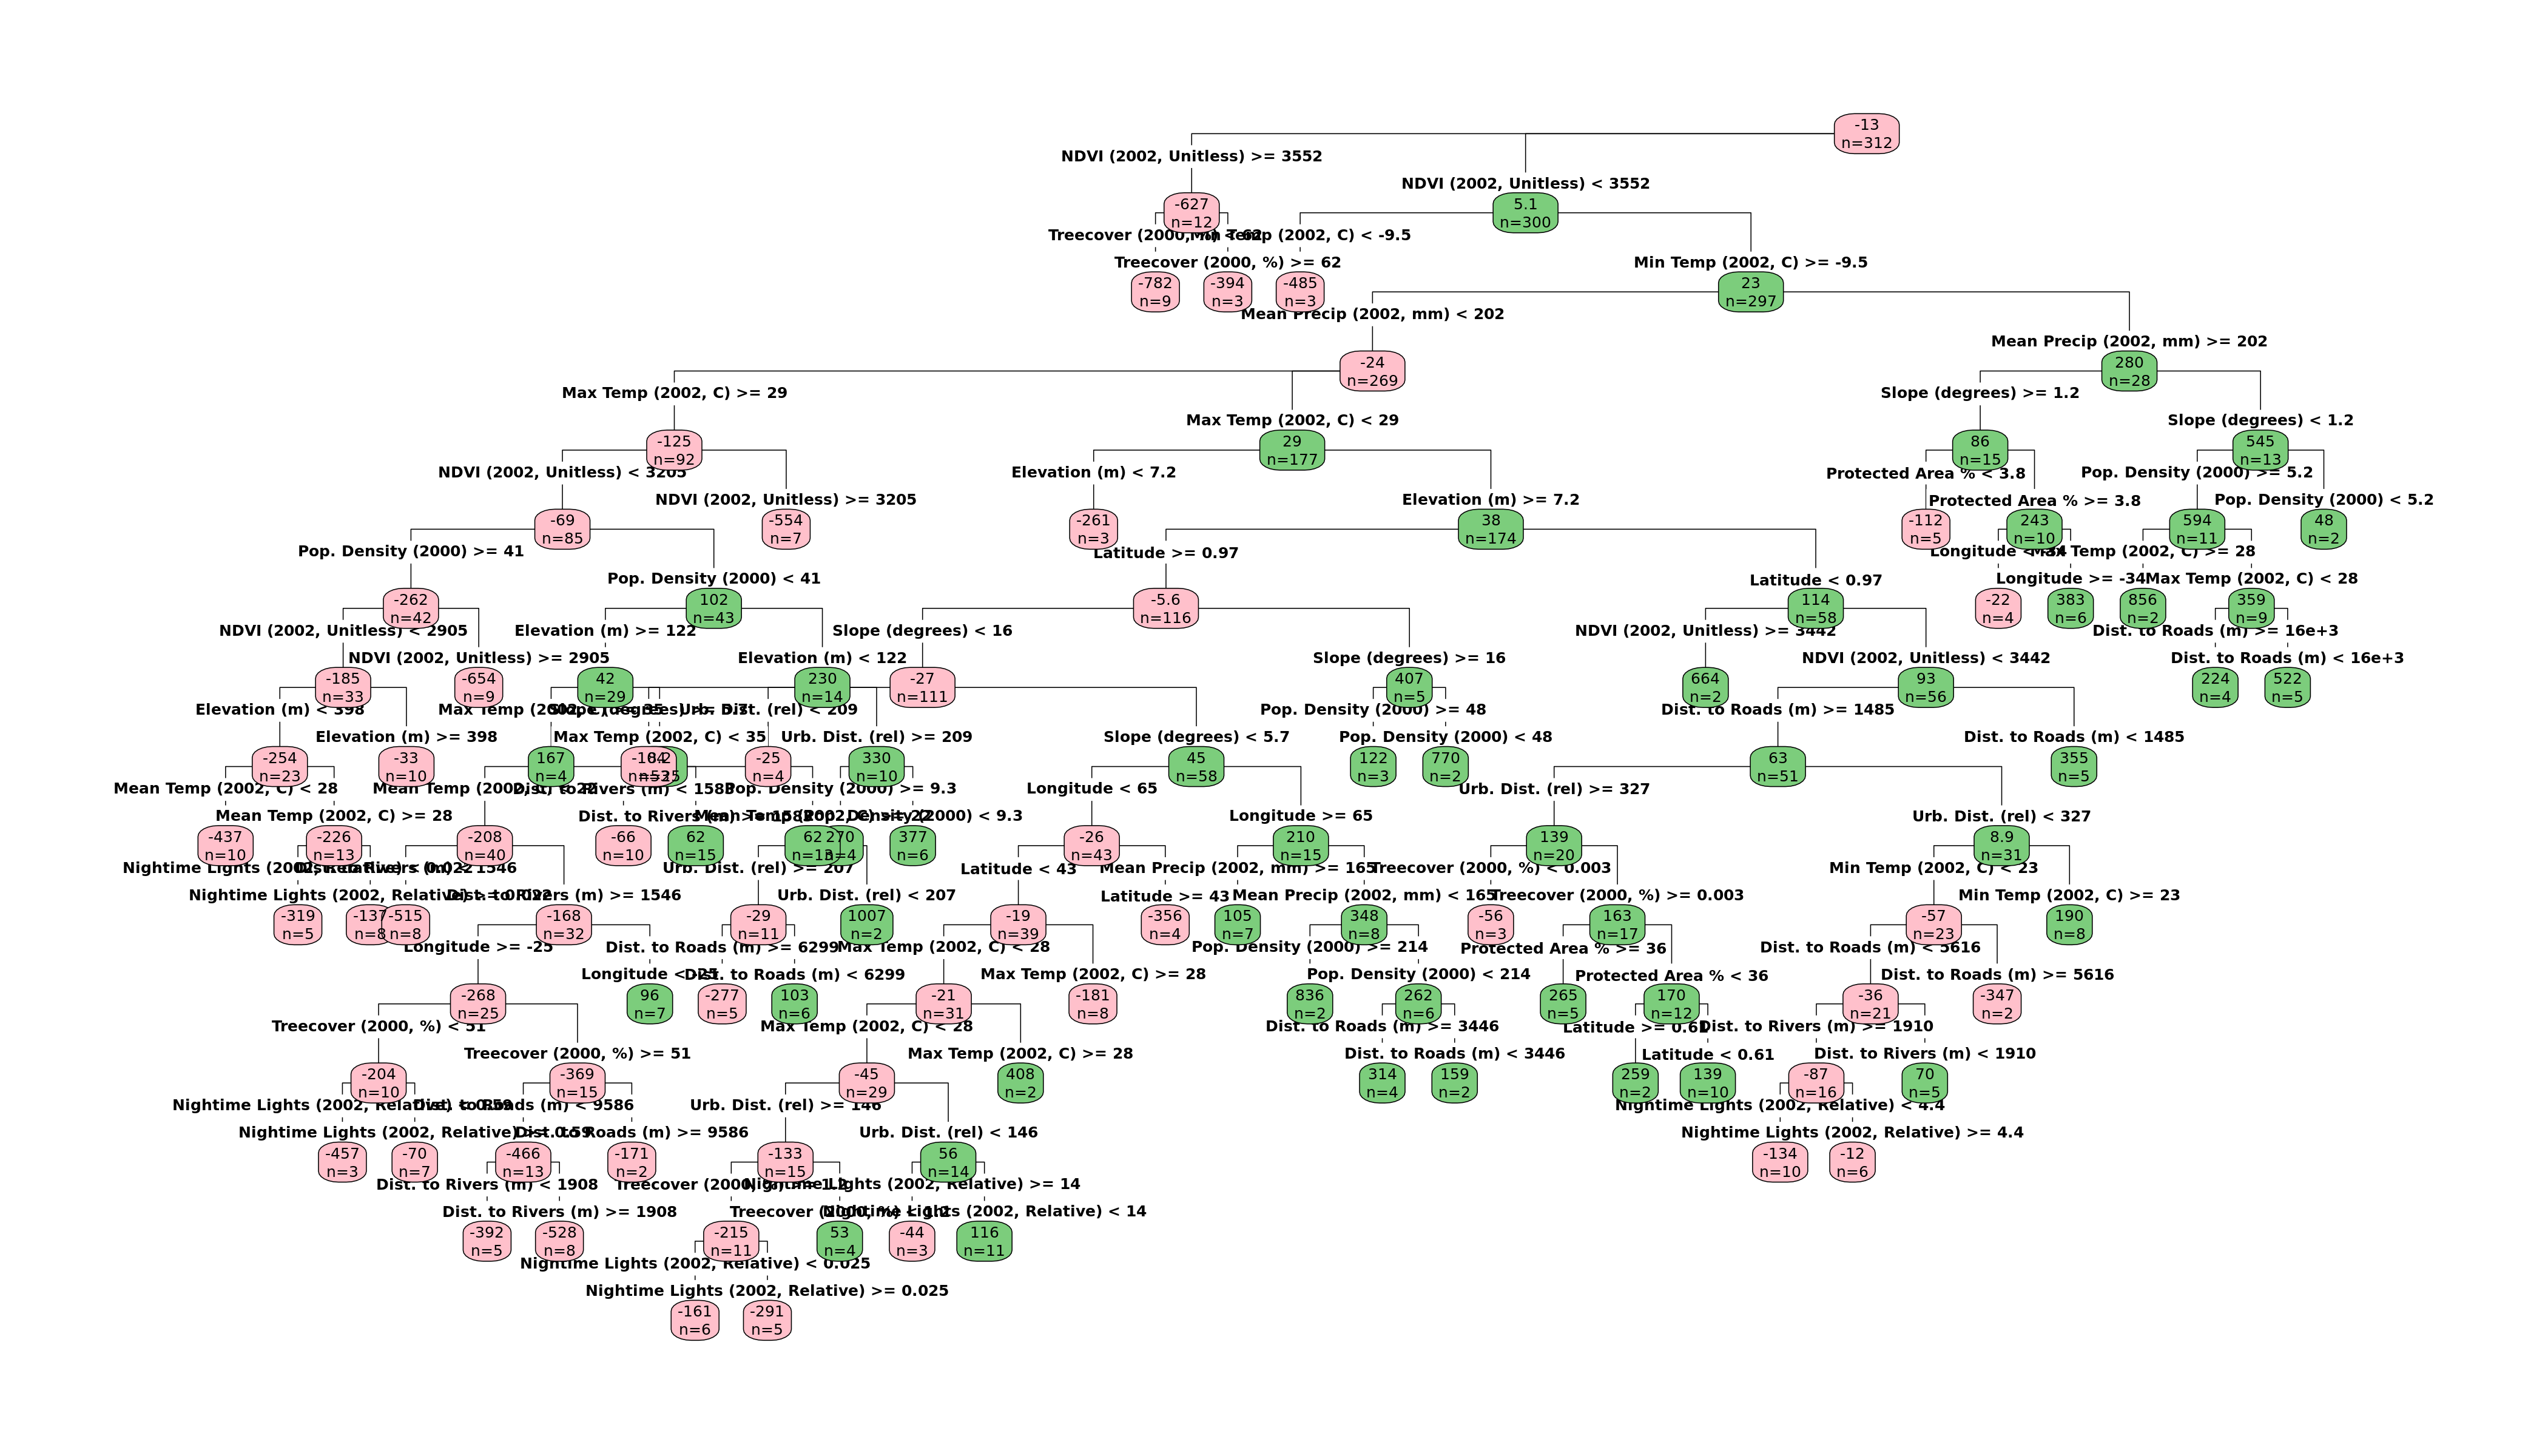 -13
n=312
NDVI (2002, Unitless) >= 3552
NDVI (2002, Unitless) < 3552
-627
n=12
5.1
n=300
Treecover (2000, %) < 62
Min Temp (2002, C) < -9.5
Treecover (2000, %) >= 62
Min Temp (2002, C) >= -9.5
-782
n=9
-394
n=3
-485
n=3
23
n=297
Mean Precip (2002, mm) < 202
Mean Precip (2002, mm) >= 202
-24
n=269
280
n=28
Max Temp (2002, C) >= 29
Slope (degrees) >= 1.2
Max Temp (2002, C) < 29
Slope (degrees) < 1.2
-125
n=92
29
n=177
86
n=15
545
n=13
NDVI (2002, Unitless) < 3205
Elevation (m) < 7.2
Protected Area % < 3.8
Pop. Density (2000) >= 5.2
NDVI (2002, Unitless) >= 3205
Elevation (m) >= 7.2
Protected Area % >= 3.8
Pop. Density (2000) < 5.2
-69
n=85
-554
n=7
-261
n=3
38
n=174
-112
n=5
243
n=10
594
n=11
48
n=2
Pop. Density (2000) >= 41
Latitude >= 0.97
Longitude < -34
Max Temp (2002, C) >= 28
Pop. Density (2000) < 41
Latitude < 0.97
Longitude >= -34
Max Temp (2002, C) < 28
-262
n=42
102
n=43
-5.6
n=116
114
n=58
-22
n=4
383
n=6
856
n=2
359
n=9
NDVI (2002, Unitless) < 2905
Elevation (m) >= 122
Slope (degrees) < 16
NDVI (2002, Unitless) >= 3442
Dist. to Roads (m) >= 16e+3
NDVI (2002, Unitless) >= 2905
Elevation (m) < 122
Slope (degrees) >= 16
NDVI (2002, Unitless) < 3442
Dist. to Roads (m) < 16e+3
-185
n=33
-654
n=9
42
n=29
230
n=14
-27
n=111
407
n=5
664
n=2
93
n=56
224
n=4
522
n=5
Elevation (m) < 398
Max Temp (2002, C) >= 35
Slope (degrees) >= 5.7
Urb. Dist. (rel) < 209
Pop. Density (2000) >= 48
Dist. to Roads (m) >= 1485
Elevation (m) >= 398
Max Temp (2002, C) < 35
Urb. Dist. (rel) >= 209
Slope (degrees) < 5.7
Pop. Density (2000) < 48
Dist. to Roads (m) < 1485
-254
n=23
-33
n=10
167
n=4
n=53
n=25
-25
n=4
330
n=10
45
n=58
122
n=3
770
n=2
63
n=51
355
n=5
Mean Temp (2002, C) < 28
Mean Temp (2002, C) < 22
Dist. to Rivers (m) < 1583
Pop. Density (2000) >= 9.3
Longitude < 65
Urb. Dist. (rel) >= 327
Mean Temp (2002, C) >= 28
Dist. to Rivers (m) >= 1583
Mean Temp (2002, C) >= 22
Pop. Density (2000) < 9.3
Longitude >= 65
Urb. Dist. (rel) < 327
-437
n=10
-226
n=13
-208
n=40
-66
n=10
62
n=15
62
n=13
270
n=4
377
n=6
-26
n=43
210
n=15
139
n=20
8.9
n=31
Nightime Lights (2002, Relative) < 0.022
Dist. to Rivers (m) < 1546
Urb. Dist. (rel) >= 207
Latitude < 43
Mean Precip (2002, mm) >= 165
Treecover (2000, %) < 0.003
Min Temp (2002, C) < 23
Nightime Lights (2002, Relative) >= 0.022
Dist. to Rivers (m) >= 1546
Urb. Dist. (rel) < 207
Latitude >= 43
Mean Precip (2002, mm) < 165
Treecover (2000, %) >= 0.003
Min Temp (2002, C) >= 23
-319
n=5
-137
n=8
-515
n=8
-168
n=32
-29
n=11
1007
n=2
-19
n=39
-356
n=4
105
n=7
348
n=8
-56
n=3
163
n=17
-57
n=23
190
n=8
Longitude >= -25
Dist. to Roads (m) >= 6299
Max Temp (2002, C) < 28
Pop. Density (2000) >= 214
Protected Area % >= 36
Dist. to Roads (m) < 5616
Longitude < -25
Dist. to Roads (m) < 6299
Max Temp (2002, C) >= 28
Pop. Density (2000) < 214
Protected Area % < 36
Dist. to Roads (m) >= 5616
-268
n=25
96
n=7
-277
n=5
103
n=6
-21
n=31
-181
n=8
836
n=2
262
n=6
265
n=5
170
n=12
-36
n=21
-347
n=2
Treecover (2000, %) < 51
Max Temp (2002, C) < 28
Dist. to Roads (m) >= 3446
Latitude >= 0.61
Dist. to Rivers (m) >= 1910
Treecover (2000, %) >= 51
Max Temp (2002, C) >= 28
Dist. to Roads (m) < 3446
Latitude < 0.61
Dist. to Rivers (m) < 1910
-204
n=10
-369
n=15
-45
n=29
408
n=2
314
n=4
159
n=2
259
n=2
139
n=10
-87
n=16
70
n=5
Nightime Lights (2002, Relative) < 0.59
Dist. to Roads (m) < 9586
Urb. Dist. (rel) >= 146
Nightime Lights (2002, Relative) < 4.4
Nightime Lights (2002, Relative) >= 0.59
Dist. to Roads (m) >= 9586
Urb. Dist. (rel) < 146
Nightime Lights (2002, Relative) >= 4.4
-457
n=3
-70
n=7
-466
n=13
-171
n=2
-133
n=15
56
n=14
-134
n=10
-12
n=6
Dist. to Rivers (m) < 1908
Treecover (2000, %) >= 1.2
Nightime Lights (2002, Relative) >= 14
Dist. to Rivers (m) >= 1908
Treecover (2000, %) < 1.2
Nightime Lights (2002, Relative) < 14
-392
n=5
-528
n=8
-215
n=11
53
n=4
-44
n=3
116
n=11
Nightime Lights (2002, Relative) < 0.025
Nightime Lights (2002, Relative) >= 0.025
-161
n=6
-291
n=5